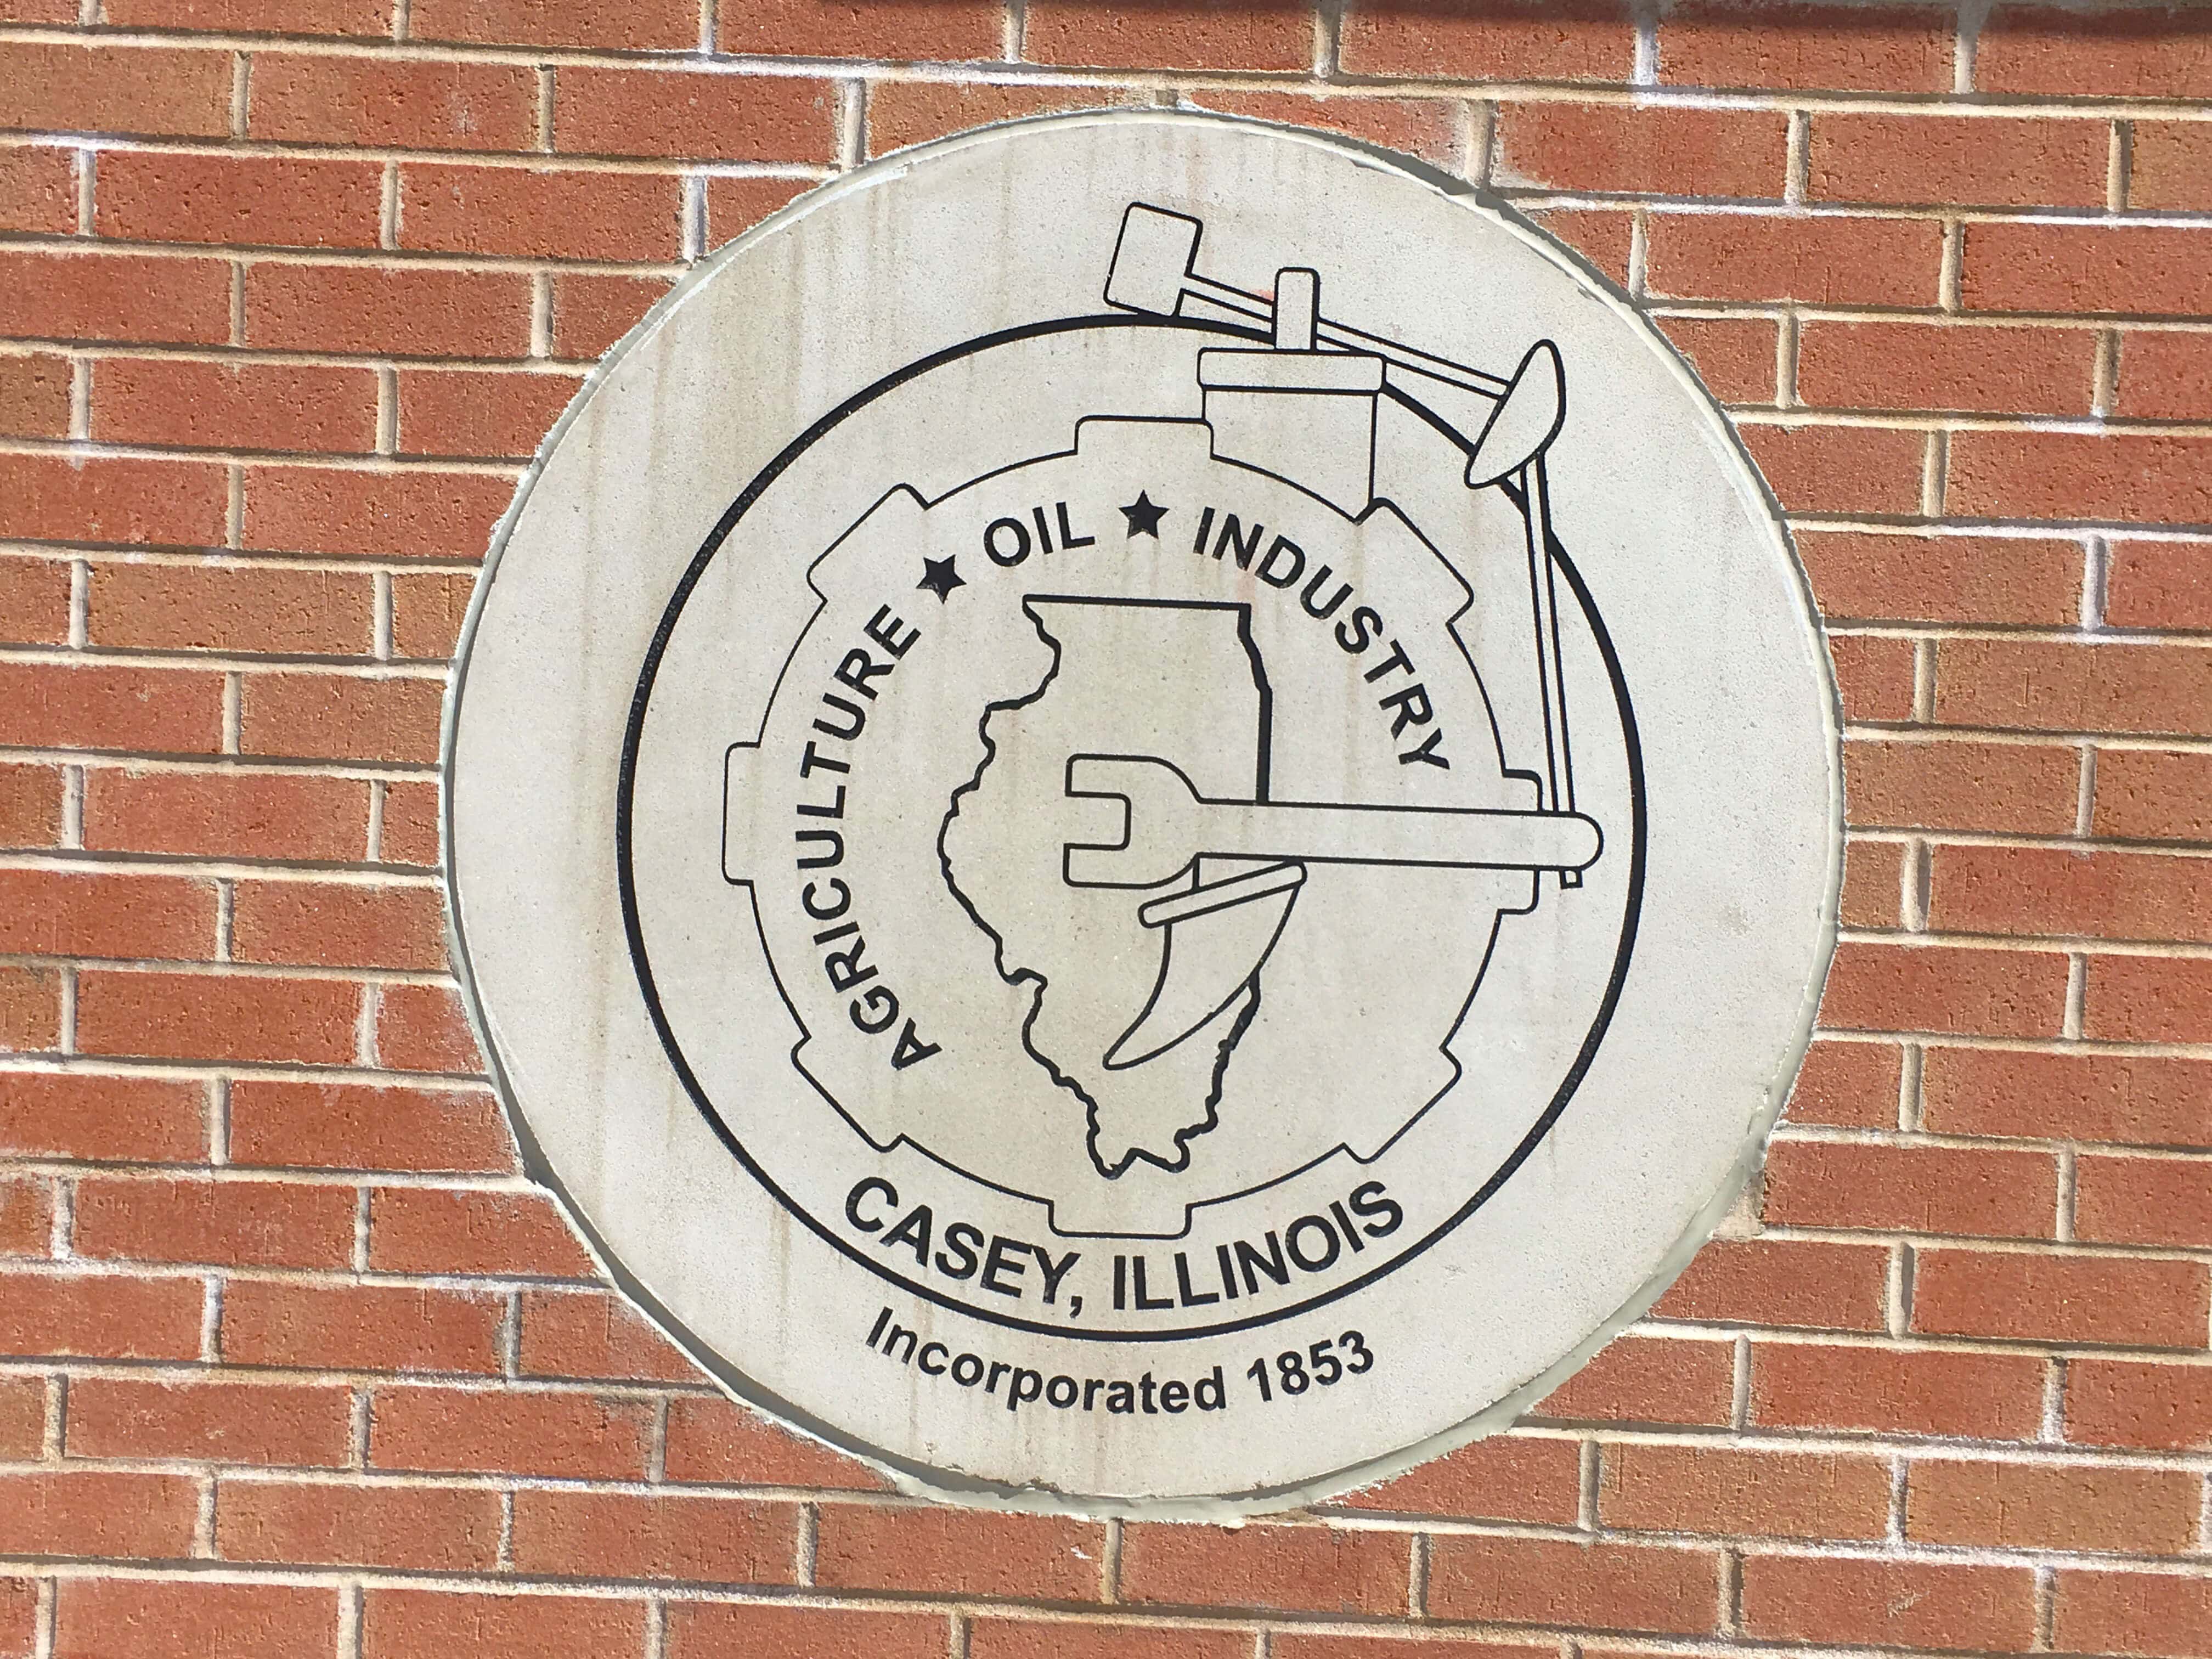 AGRICULTURE ★ OIL ★ INDUSTRY
CASEY, ILLINOIS
Incorporated 1853